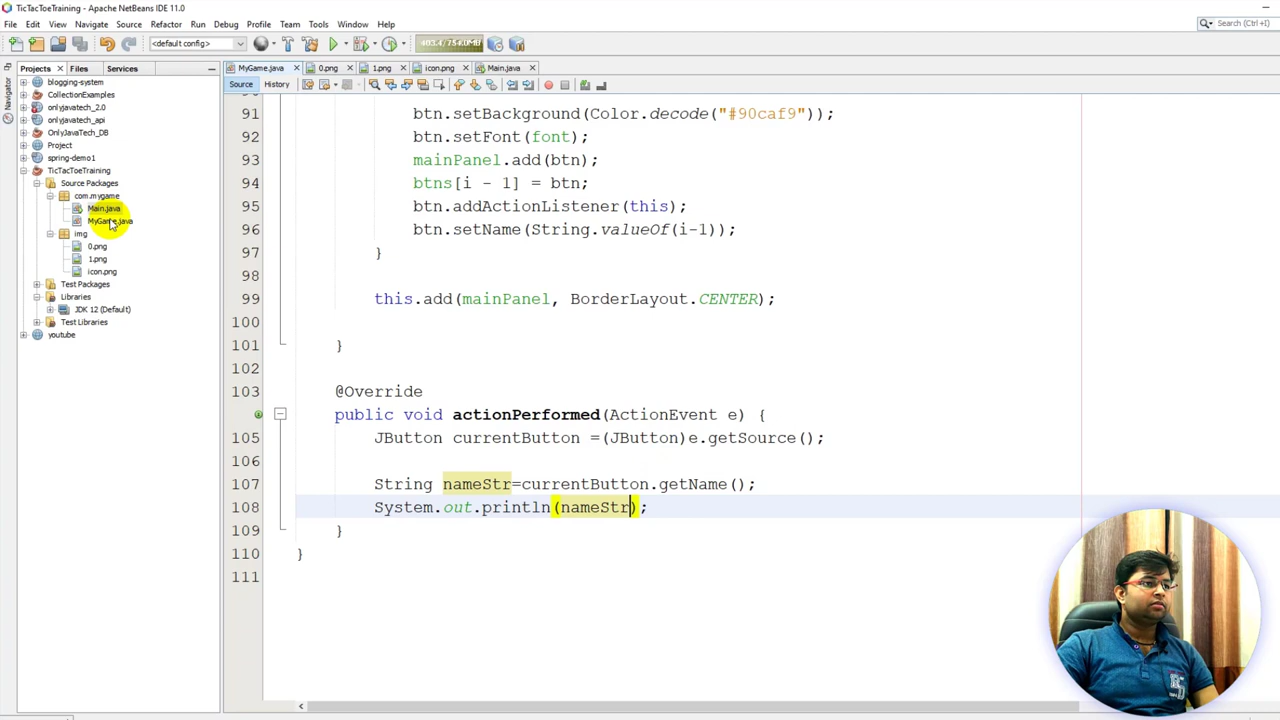 TicTacToeTraining - Apache NetBeans IDE 11.0
File Edit View Navigate Source Refactor Run Debug Profile Team Tools Window Help
Search (Ctrl+I)
<default config>
Projects Files Services
MyGame.java 0.png 1.png icon.png Main.java
Source History
Navigator
blogging-system
CollectionExamples
onlyjavatech_2.0
onlyjavatech_api
OnlyJavaTech_DB
Project
spring-demo1
TicTacToeTraining
Source Packages
com.mygame
Main.java
MyGame.java
img
0.png
1.png
icon.png
Test Packages
Libraries
JDK 12 (Default)
Test Libraries
youtube
91 btn.setBackground(Color.decode("#90caf9"));
92 btn.setFont(font);
93 mainPanel.add(btn);
94 btns[i - 1] = btn;
95 btn.addActionListener(this);
96 btn.setName(String.valueOf(i-1));
97 }
98
99 this.add(mainPanel, BorderLayout.CENTER);
100
101 }
102
103 @Override
public void actionPerformed(ActionEvent e) {
105 JButton currentButton =(JButton)e.getSource();
106
107 String nameStr=currentButton.getName();
108 System.out.println(nameStr);
109 }
110 }
111